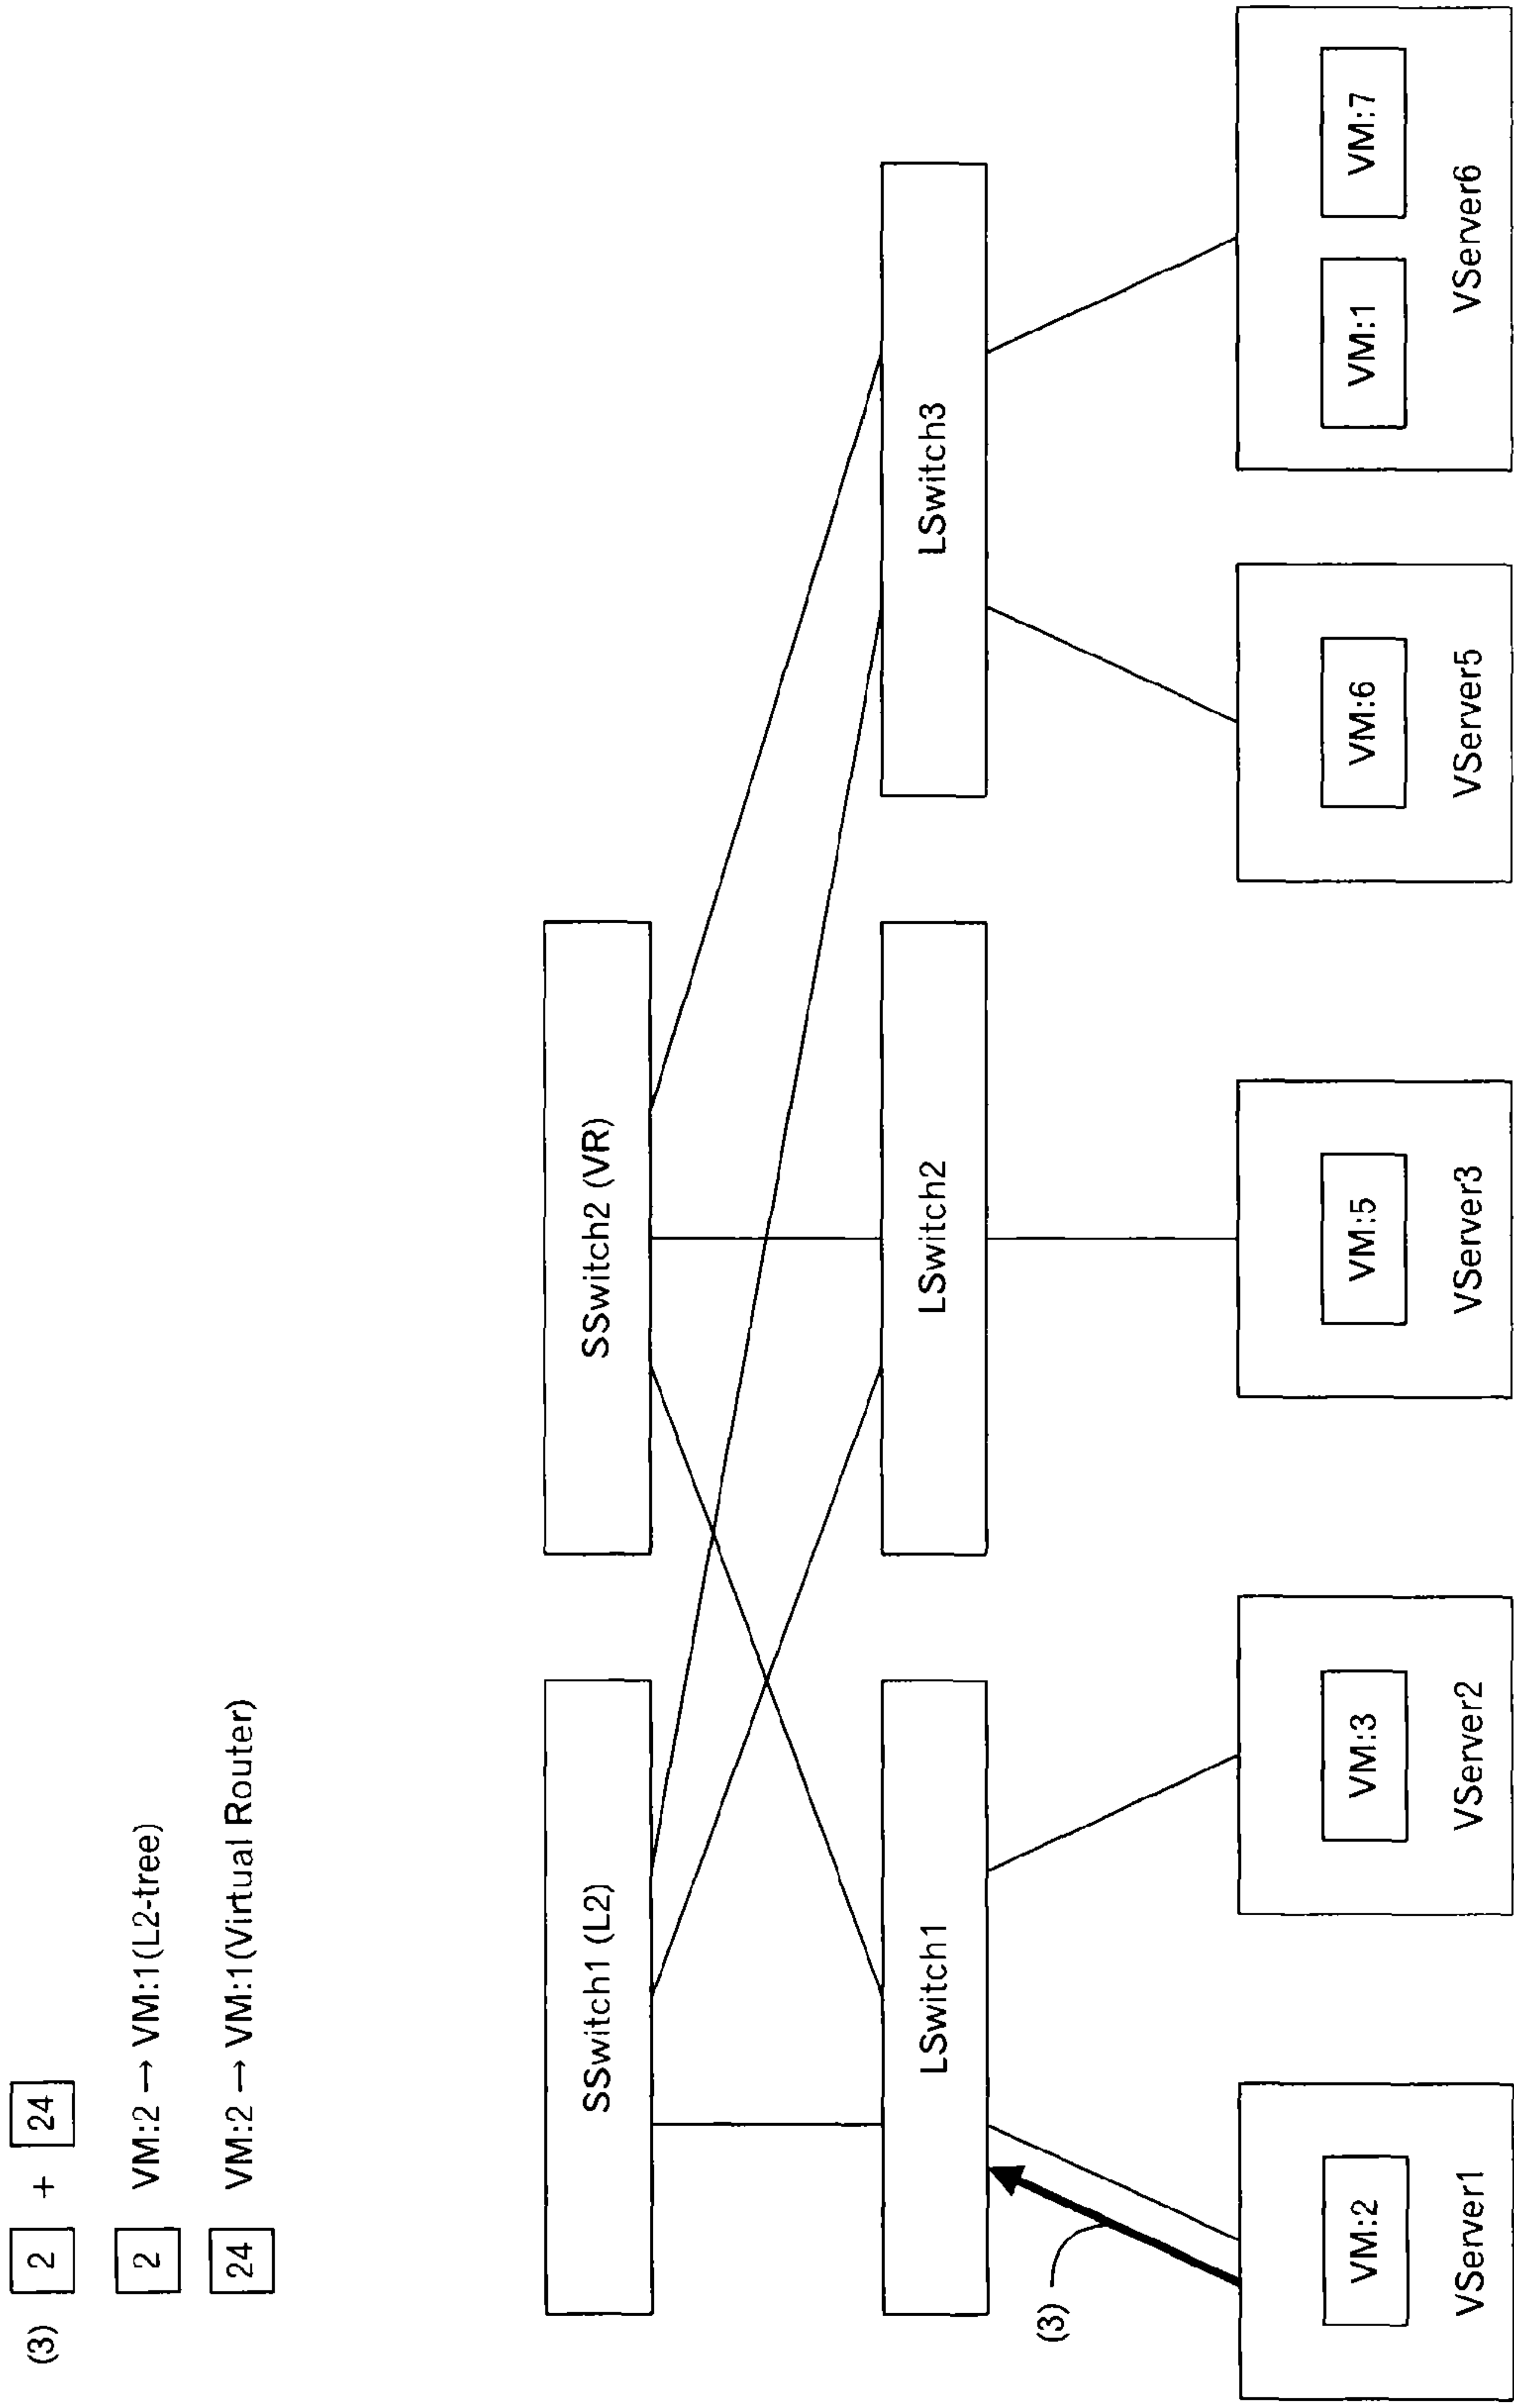 (3) 2 + 24
2 VM:2 → VM:1(L2-tree)
24 VM:2 → VM:1(Virtual Router)
SSwitch1 (L2)
SSwitch2 (VR)
LSwitch1
LSwitch2
LSwitch3
(3)
VM:2
VM:3
VM:5
VM:6
VM:1
VM:7
VServer1
VServer2
VServer3
VServer5
VServer6